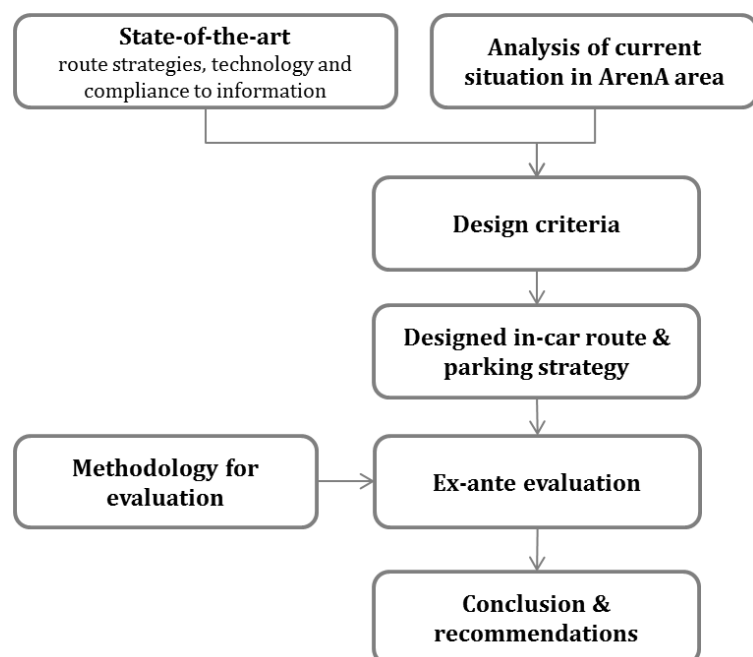 State-of-the-art
route strategies, technology and
compliance to information
Analysis of current
situation in ArenA area
Design criteria
Designed in-car route &
parking strategy
Methodology for
evaluation
Ex-ante evaluation
Conclusion &
recommendations